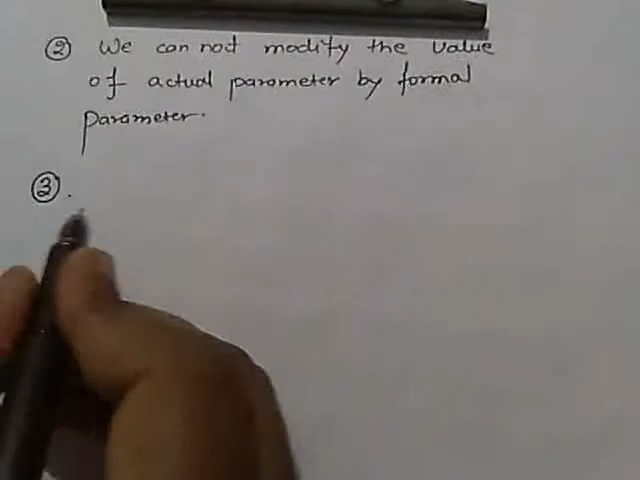 ② We can not modify the value
of actual parameter by formal
parameter.
③.